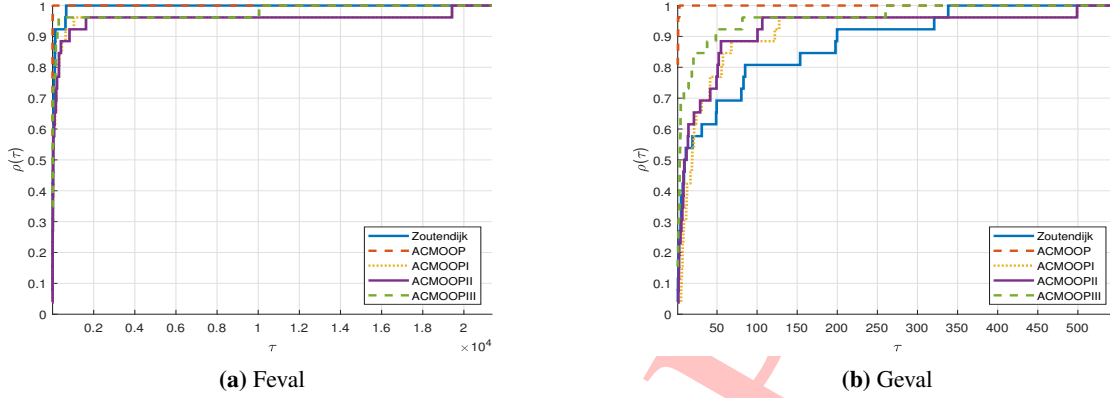 1
0.9
0.8
0.7
0.6
0.5
0.4
0.3
0.2
0.1
0
ρ(τ)
0.2 0.4 0.6 0.8 1 1.2 1.4 1.6 1.8 2
τ
× 10⁴
Zoutendijk
ACMOOP
ACMOOPI
ACMOOPII
ACMOOPIII
(a) Feval
1
0.9
0.8
0.7
0.6
0.5
0.4
0.3
0.2
0.1
0
ρ(τ)
50 100 150 200 250 300 350 400 450 500
τ
Zoutendijk
ACMOOP
ACMOOPI
ACMOOPII
ACMOOPIII
(b) Geval